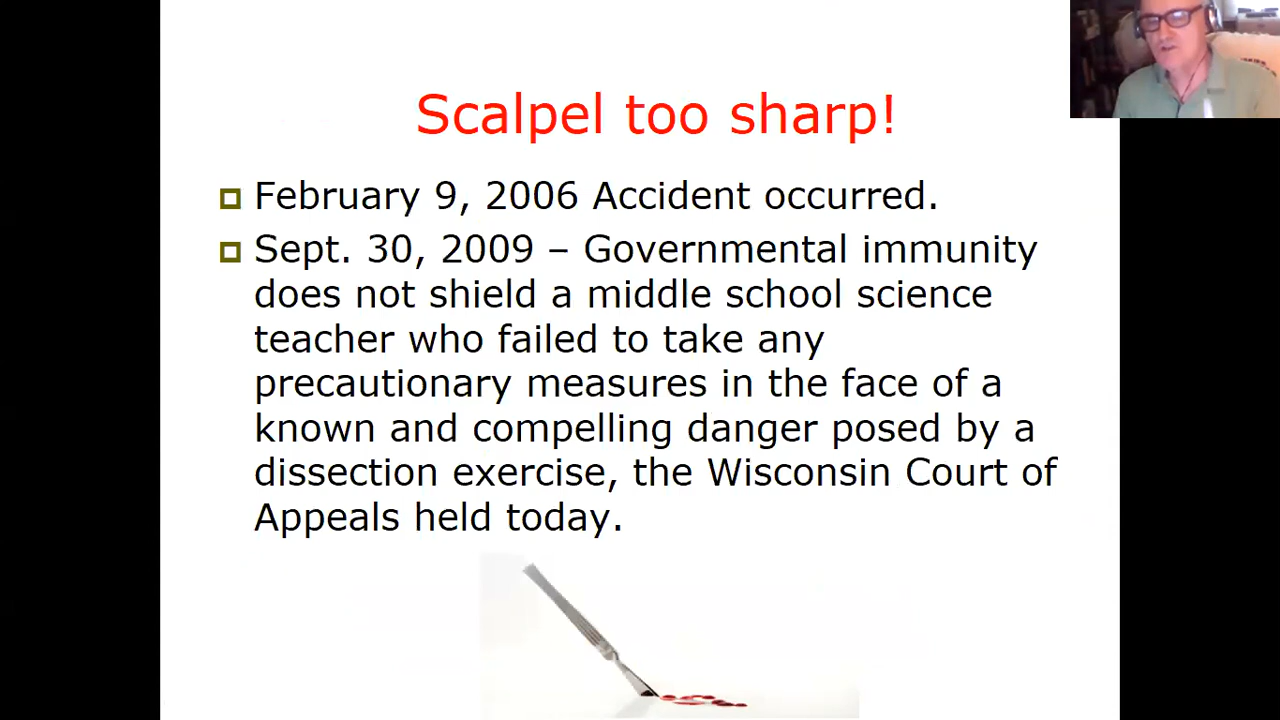 Scalpel too sharp!
February 9, 2006 Accident occurred.
Sept. 30, 2009 – Governmental immunity
does not shield a middle school science
teacher who failed to take any
precautionary measures in the face of a
known and compelling danger posed by a
dissection exercise, the Wisconsin Court of
Appeals held today.